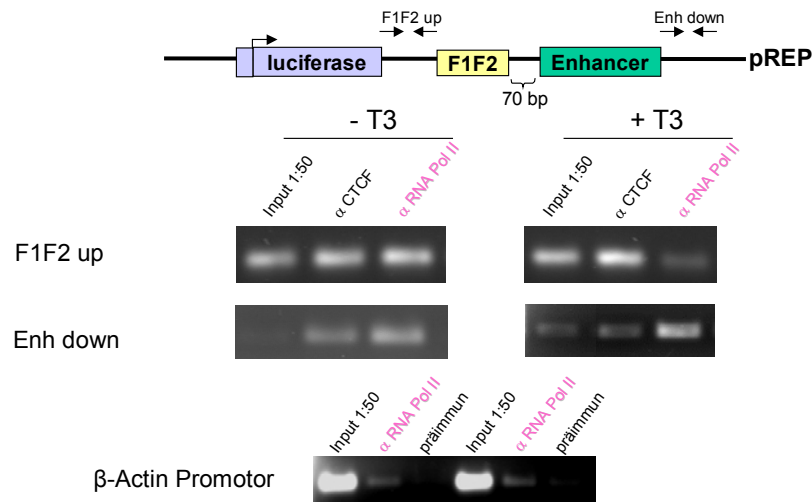 F1F2 up
Enh down
luciferase
F1F2
Enhancer
pREP
70 bp
- T3
+ T3
Input 1:50
α CTCF
α RNA Pol II
Input 1:50
α CTCF
α RNA Pol II
F1F2 up
Enh down
Input 1:50
α RNA Pol II
präimmun
Input 1:50
α RNA Pol II
präimmun
β-Actin Promotor